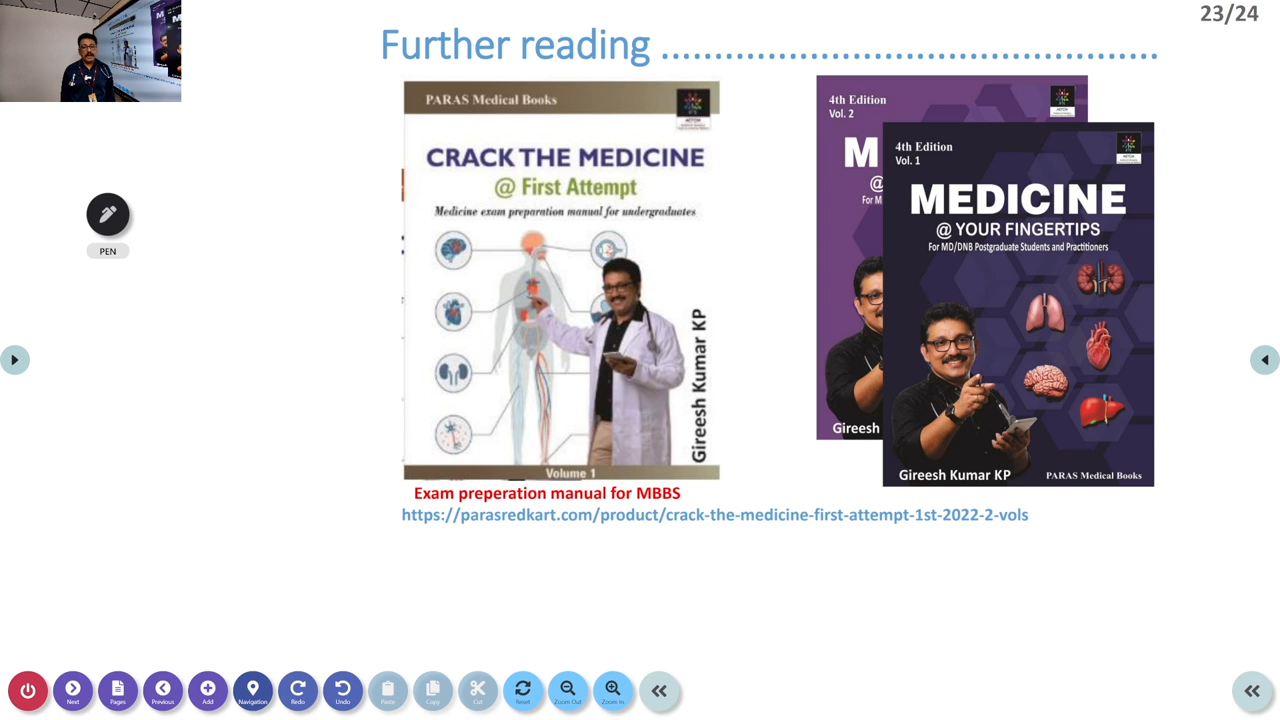 23/24
Further reading ...............................................
PARAS Medical Books
CRACK THE MEDICINE
@ First Attempt
Medicine exam preparation manual for undergraduates
Gireesh Kumar KP
Volume 1
4th Edition
Vol. 2
M
@
For M
Gireesh
4th Edition
Vol. 1
MEDICINE
@ YOUR FINGERTIPS
For MD/DNB Postgraduate Students and Practitioners
Gireesh Kumar KP
PARAS Medical Books
Exam preperation manual for MBBS
https://parasredkart.com/product/crack-the-medicine-first-attempt-1st-2022-2-vols
PEN
Next
Pages
Previous
Add
Navigation
Redo
Undo
Paste
Copy
Cut
Reset
Zoom Out
Zoom In